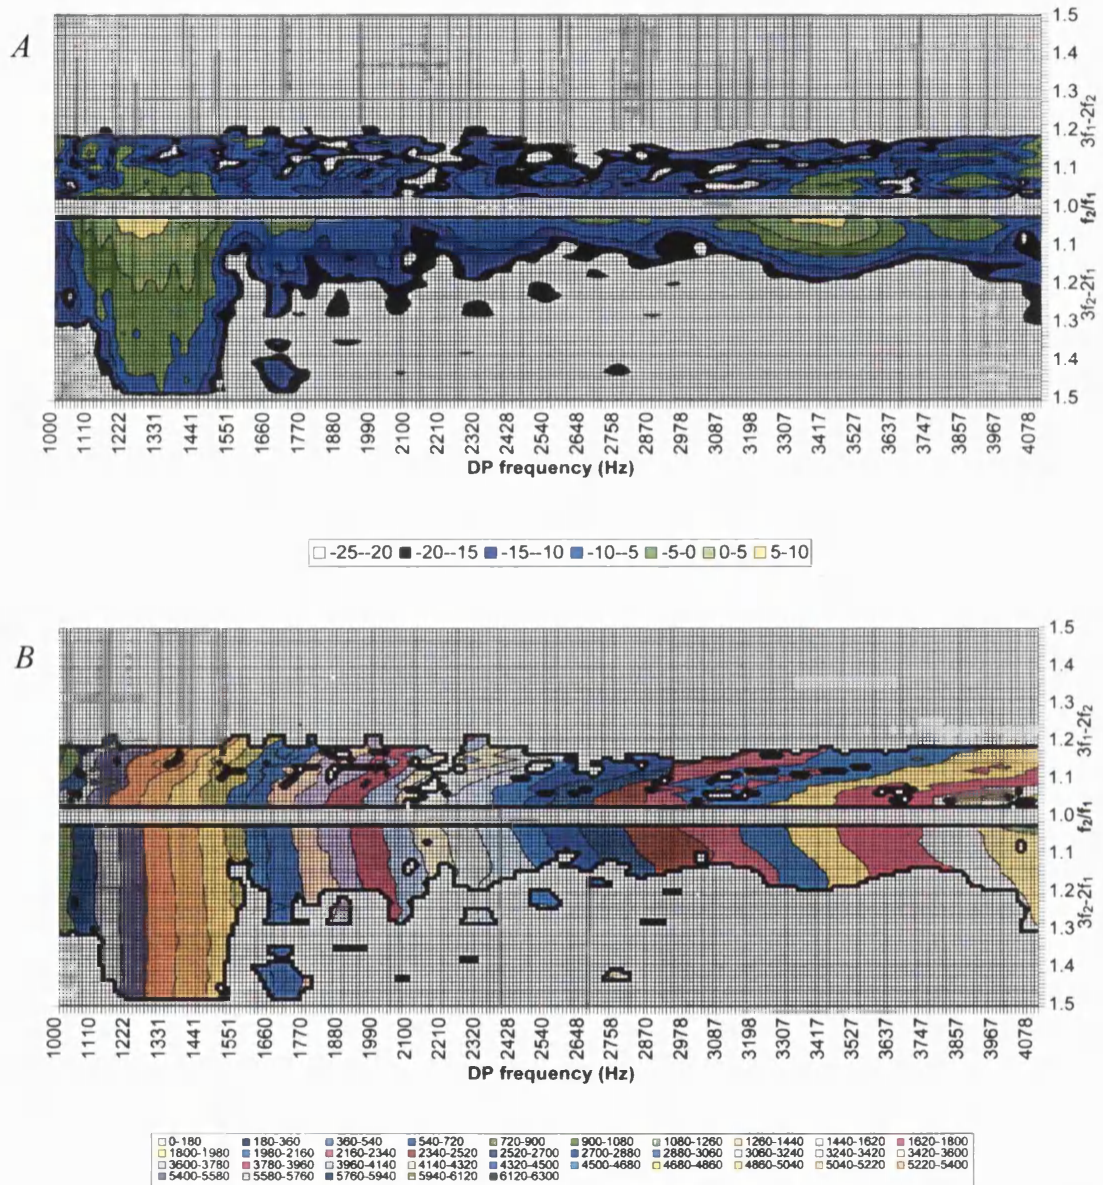 A
1.5
1.4
1.3
1.2
1.1
1.0
1.1
1.2
1.3
1.4
1.5
3f1-2f2
f2/f1
3f2-2f1
1000 1110 1222 1331 1441 1551 1660 1770 1880 1990 2100 2210 2320 2428 2540 2648 2758 2870 2978 3087 3198 3307 3417 3527 3637 3747 3857 3967 4078
DP frequency (Hz)
-25--20 -20--15 -15--10 -10--5 -5-0 0-5 5-10
B
1.5
1.4
1.3
1.2
1.1
1.0
1.1
1.2
1.3
1.4
1.5
3f1-2f2
f2/f1
3f2-2f1
1000 1110 1222 1331 1441 1551 1660 1770 1880 1990 2100 2210 2320 2428 2540 2648 2758 2870 2978 3087 3198 3307 3417 3527 3637 3747 3857 3967 4078
DP frequency (Hz)
0-180 180-360 360-540 540-720 720-900 900-1080 1080-1260 1260-1440 1440-1620 1620-1800
1800-1980 1980-2160 2160-2340 2340-2520 2520-2700 2700-2880 2880-3060 3060-3240 3240-3420 3420-3600
3600-3780 3780-3960 3960-4140 4140-4320 4320-4500 4500-4680 4680-4860 4860-5040 5040-5220 5220-5400
5400-5580 5580-5760 5760-5940 5940-6120 6120-6300